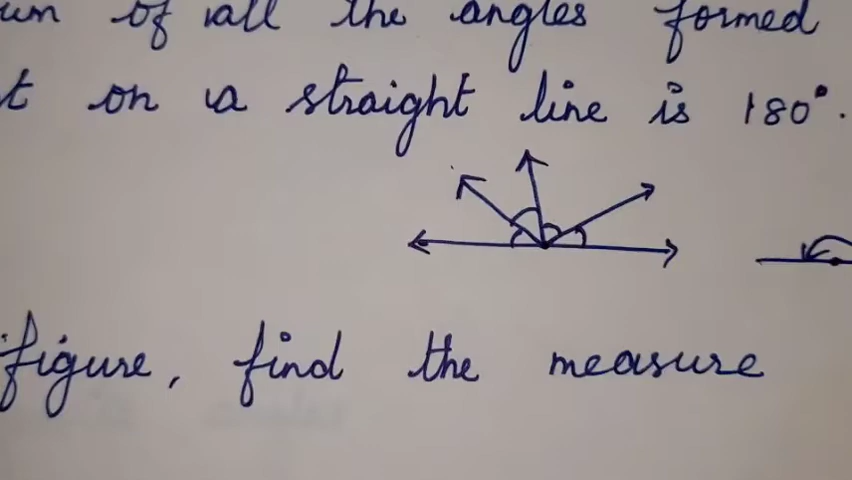 of all the angles formed
on a straight line is 180°.
figure, find the measure